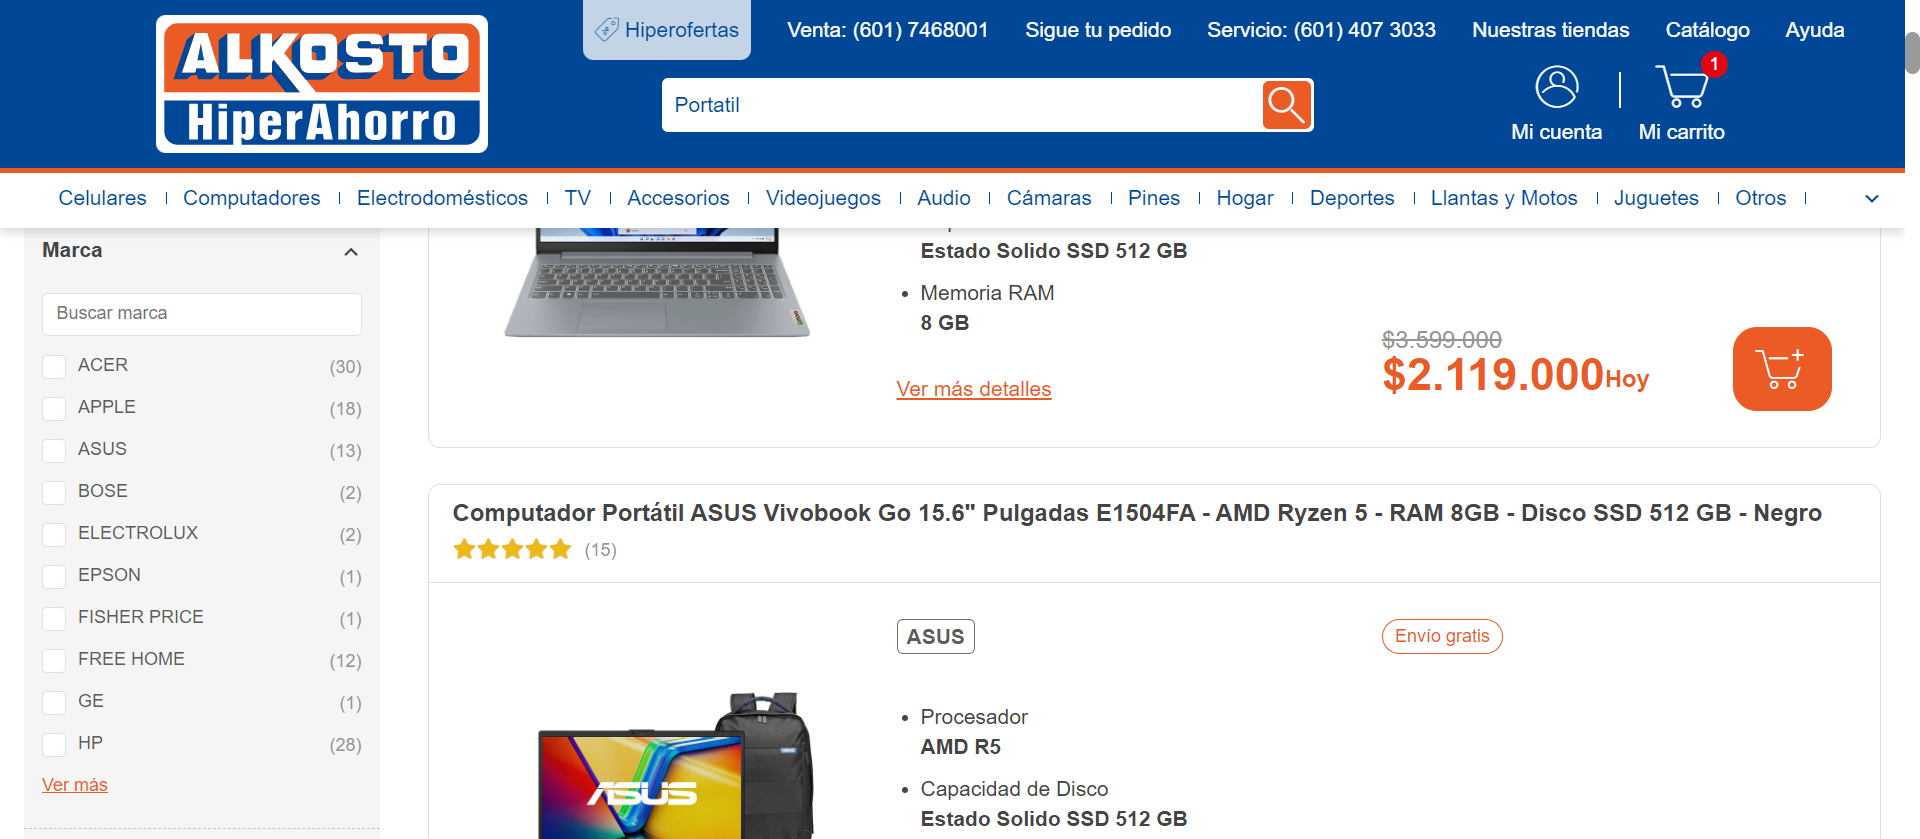 Hiperofertas
Venta: (601) 7468001
Sigue tu pedido
Servicio: (601) 407 3033
Nuestras tiendas
Catálogo
Ayuda
ALKOSTO
HiperAhorro
Portatil
Mi cuenta
1
Mi carrito
Celulares
Computadores
Electrodomésticos
TV
Accesorios
Videojuegos
Audio
Cámaras
Pines
Hogar
Deportes
Llantas y Motos
Juguetes
Otros
Marca
Buscar marca
ACER (30)
APPLE (18)
ASUS (13)
BOSE (2)
ELECTROLUX (2)
EPSON (1)
FISHER PRICE (1)
FREE HOME (12)
GE (1)
HP (28)
Ver más
Estado Solido SSD 512 GB
Memoria RAM
8 GB
Ver más detalles
$3.599.000
$2.119.000 Hoy
Computador Portátil ASUS Vivobook Go 15.6" Pulgadas E1504FA - AMD Ryzen 5 - RAM 8GB - Disco SSD 512 GB - Negro
(15)
ASUS
Envío gratis
Procesador
AMD R5
Capacidad de Disco
Estado Solido SSD 512 GB
ASUS